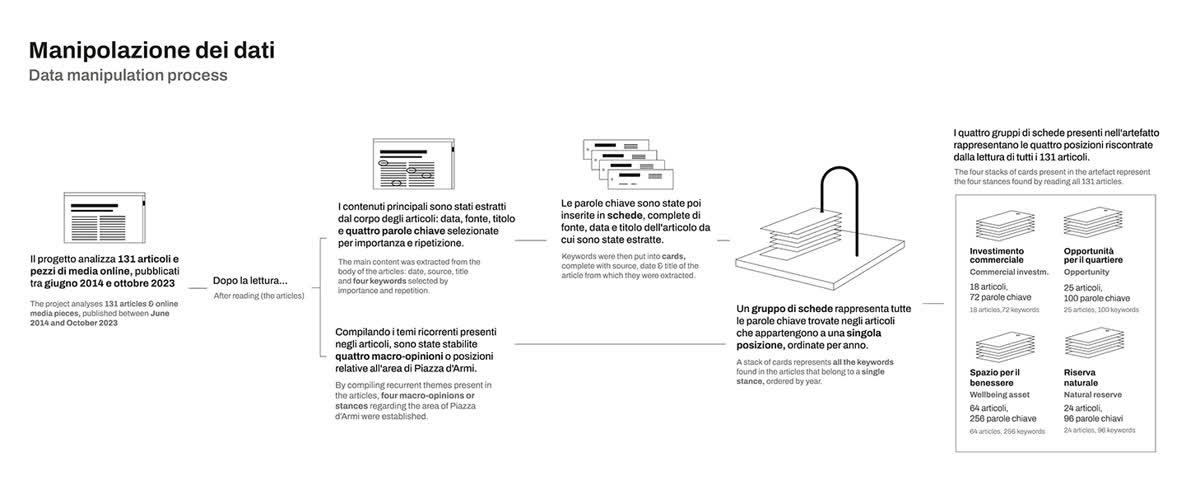 Manipolazione dei dati
Data manipulation process
Il progetto analizza 131 articoli e
pezzi di media online, pubblicati
tra giugno 2014 e ottobre 2023
The project analyses 131 articles & online
media pieces, published between June
2014 and October 2023
Dopo la lettura...
After reading (the articles)
I contenuti principali sono stati estratti
dal corpo degli articoli: data, fonte, titolo
e quattro parole chiave selezionate
per importanza e ripetizione.
The main content was extracted from the
body of the articles: date, source, title
and four keywords selected by
importance and repetition.
Compilando i temi ricorrenti presenti
negli articoli, sono state stabilite
quattro macro-opinioni o posizioni
relative all'area di Piazza d'Armi.
By compiling recurrent themes present in
the articles, four macro-opinions or
stances regarding the area of Piazza
d'Armi were established.
Le parole chiave sono state poi
inserite in schede, complete di
fonte, data e titolo dell'articolo da
cui sono state estratte.
Keywords were then put into cards,
complete with source, date & title of the
article from which they were extracted.
Un gruppo di schede rappresenta tutte
le parole chiave trovate negli articoli
che appartengono a una singola
posizione, ordinate per anno.
A stack of cards represents all the keywords
found in the articles that belong to a single
stance, ordered by year.
I quattro gruppi di schede presenti nell'artefatto
rappresentano le quattro posizioni riscontrate
dalla lettura di tutti i 131 articoli.
The four stacks of cards present in the artefact represent
the four stances found by reading all 131 articles.
Investimento
commerciale
Commercial investm.
18 articoli,
72 parole chiave
18 articles,72 keywords
Opportunità
per il quartiere
Opportunity
25 articoli,
100 parole chiave
25 articles, 100 keywords
Spazio per il
benessere
Wellbeing asset
64 articoli,
256 parole chiave
64 articles, 256 keywords
Riserva
naturale
Natural reserve
24 articoli,
96 parole chiavi
24 articles, 96 keywords